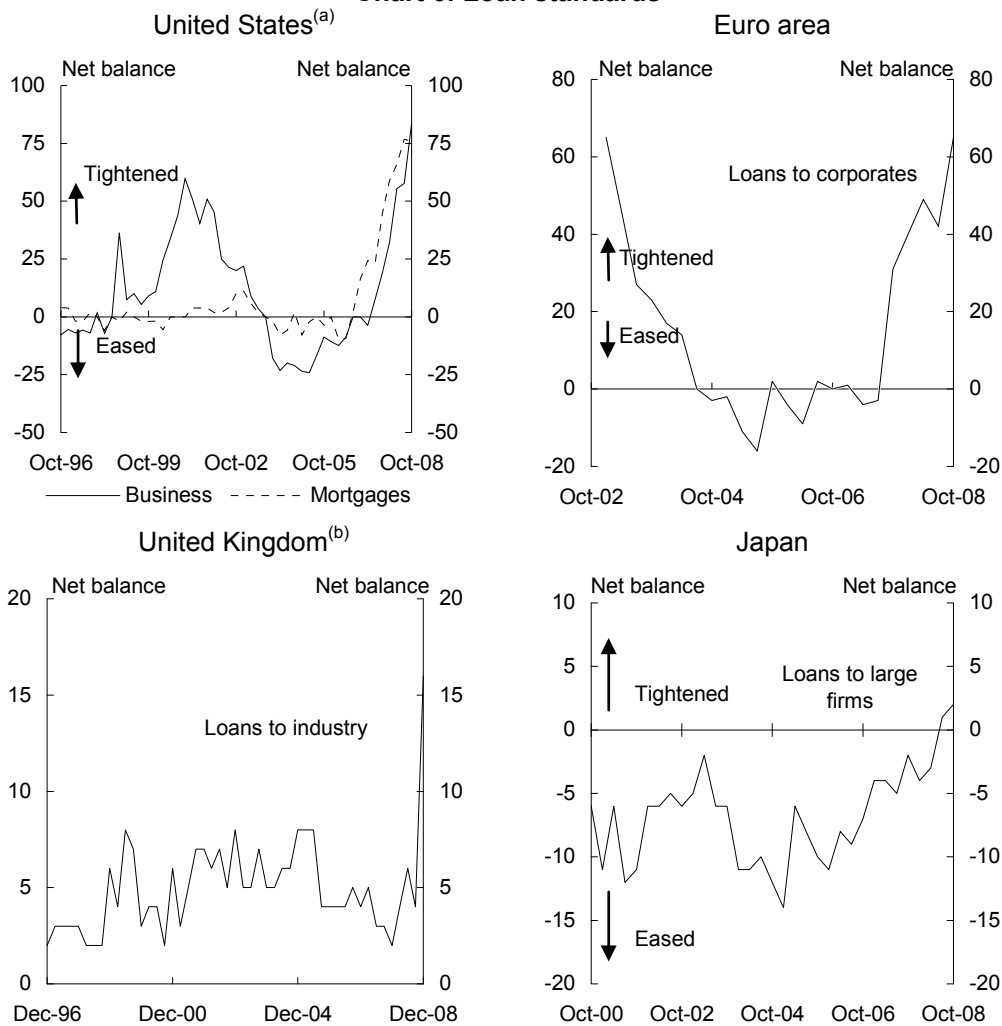 United States(a)
Net balance Net balance
100 100
75 75
Tightened
50 50
25 25
0 0
Eased
-25 -25
-50 -50
Oct-96 Oct-99 Oct-02 Oct-05 Oct-08
Business Mortgages
Euro area
Net balance Net balance
80 80
60 60
Loans to corporates
40 40
Tightened
20 20
Eased
0 0
-20 -20
Oct-02 Oct-04 Oct-06 Oct-08
United Kingdom(b)
Net balance Net balance
20 20
15 15
Loans to industry
10 10
5 5
0 0
Dec-96 Dec-00 Dec-04 Dec-08
Japan
Net balance Net balance
10 10
5 5
Tightened
Loans to large
firms
0 0
-5 -5
-10 -10
-15 -15
Eased
-20 -20
Oct-00 Oct-02 Oct-04 Oct-06 Oct-08